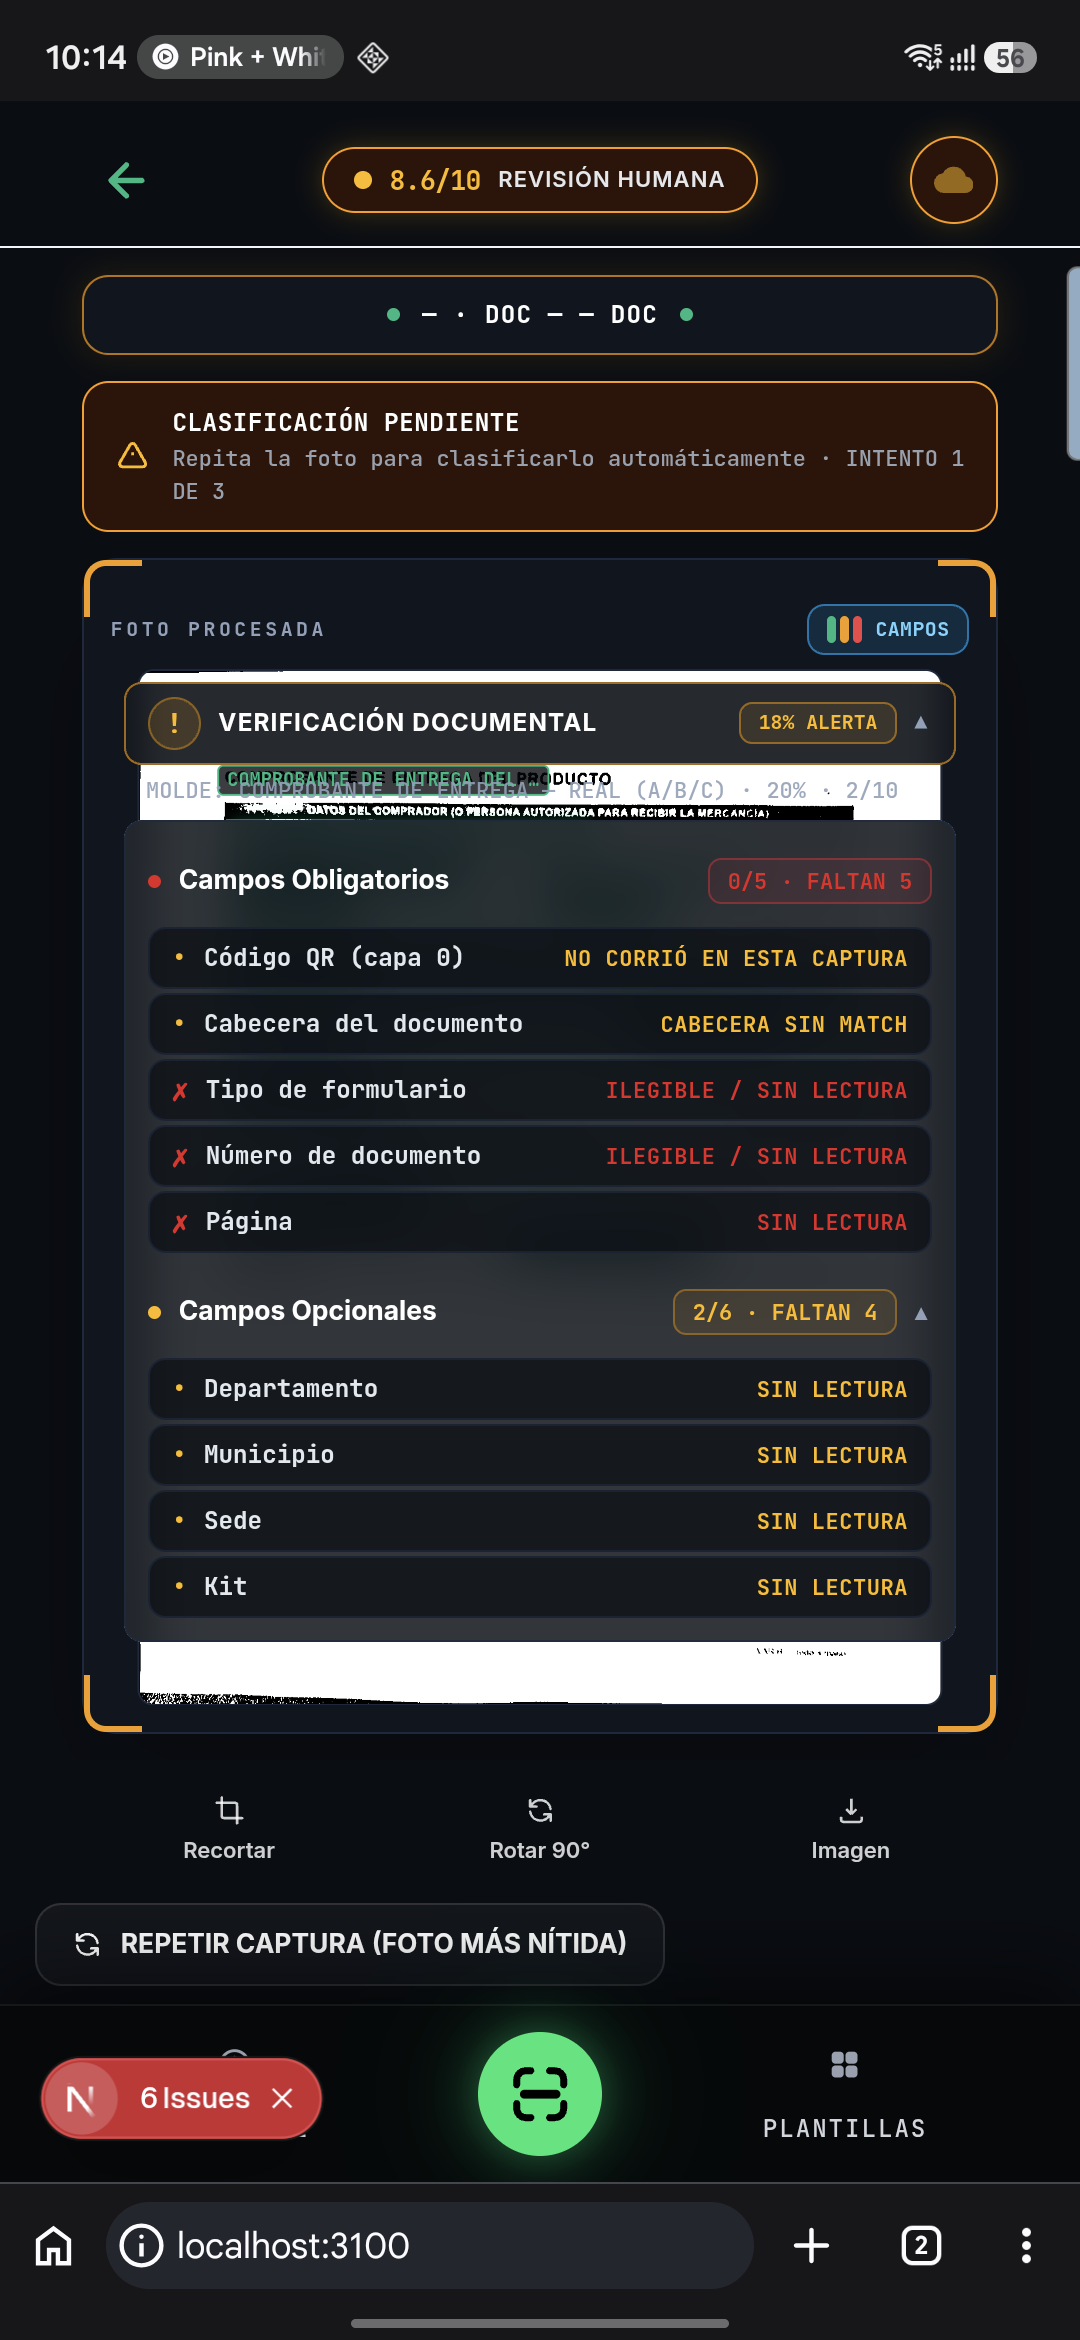 10:14 Pink + Whi 5 56
8.6/10 REVISIÓN HUMANA
— · DOC — — DOC
CLASIFICACIÓN PENDIENTE
Repita la foto para clasificarlo automáticamente · INTENTO 1
DE 3
FOTO PROCESADA
CAMPOS
! VERIFICACIÓN DOCUMENTAL 18% ALERTA ▲
COMPROBANTE DE ENTREGA DEL PRODUCTO
MOLDE: COMPROBANTE DE ENTREGA — REAL (A/B/C) · 20% · 2/10
DATOS DEL COMPRADOR (O PERSONA AUTORIZADA PARA RECIBIR LA MERCANCIA)
Campos Obligatorios 0/5 · FALTAN 5
• Código QR (capa 0) NO CORRIÓ EN ESTA CAPTURA
• Cabecera del documento CABECERA SIN MATCH
✗ Tipo de formulario ILEGIBLE / SIN LECTURA
✗ Número de documento ILEGIBLE / SIN LECTURA
✗ Página SIN LECTURA
Campos Opcionales 2/6 · FALTAN 4 ▲
• Departamento SIN LECTURA
• Municipio SIN LECTURA
• Sede SIN LECTURA
• Kit SIN LECTURA
Recortar Rotar 90° Imagen
REPETIR CAPTURA (FOTO MÁS NÍTIDA)
N 6 Issues
PLANTILLAS
localhost:3100 2